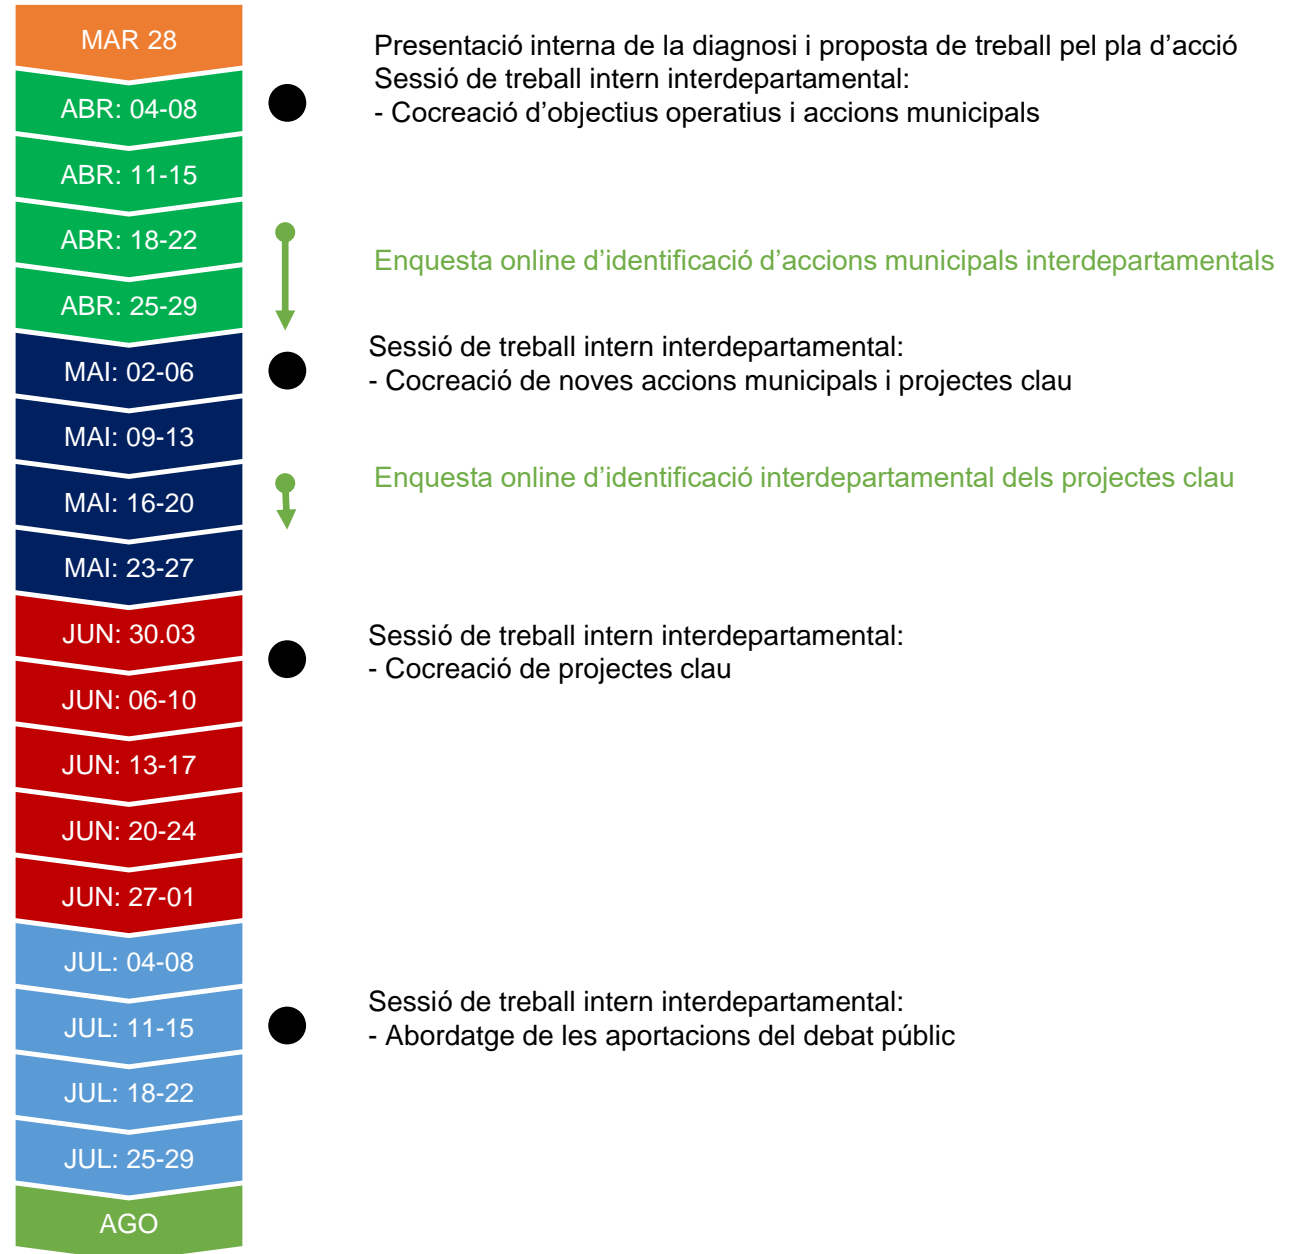 MAR 28
Presentació interna de la diagnosi i proposta de treball pel pla d’acció
Sessió de treball intern interdepartamental:
ABR: 04-08
- Cocreació d’objectius operatius i accions municipals
ABR: 11-15
ABR: 18-22
Enquesta online d’identificació d’accions municipals interdepartamentals
ABR: 25-29
Sessió de treball intern interdepartamental:
MAI: 02-06
- Cocreació de noves accions municipals i projectes clau
MAI: 09-13
Enquesta online d’identificació interdepartamental dels projectes clau
MAI: 16-20
MAI: 23-27
JUN: 30.03
Sessió de treball intern interdepartamental:
- Cocreació de projectes clau
JUN: 06-10
JUN: 13-17
JUN: 20-24
JUN: 27-01
JUL: 04-08
Sessió de treball intern interdepartamental:
JUL: 11-15
- Abordatge de les aportacions del debat públic
JUL: 18-22
JUL: 25-29
AGO